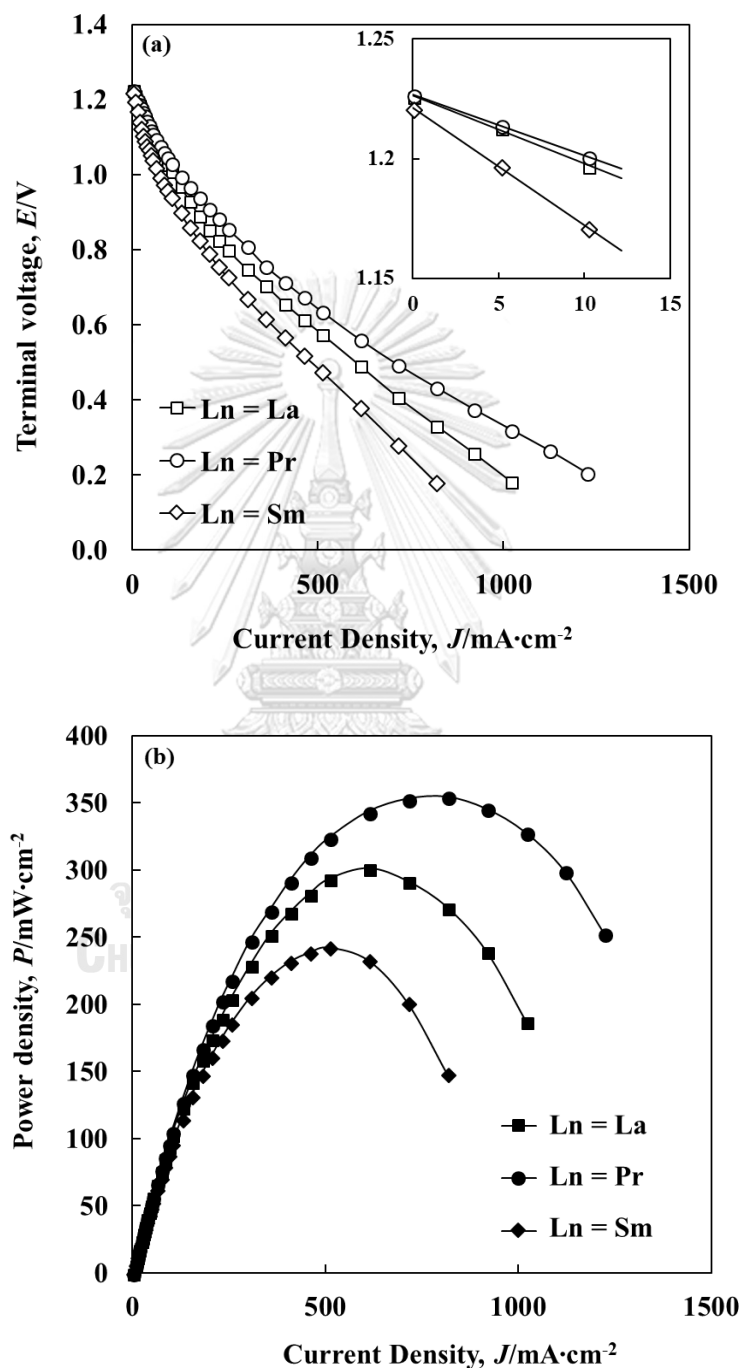 (a)
1.4
1.2
1.0
0.8
0.6
0.4
0.2
0.0
Terminal voltage, E/V
1.25
1.2
1.15
0 5 10 15
Ln = La
Ln = Pr
Ln = Sm
0 500 1000 1500
Current Density, J/mA·cm⁻²
(b)
400
350
300
250
200
150
100
50
0
Power density, P/mW·cm⁻²
Ln = La
Ln = Pr
Ln = Sm
0 500 1000 1500
Current Density, J/mA·cm⁻²